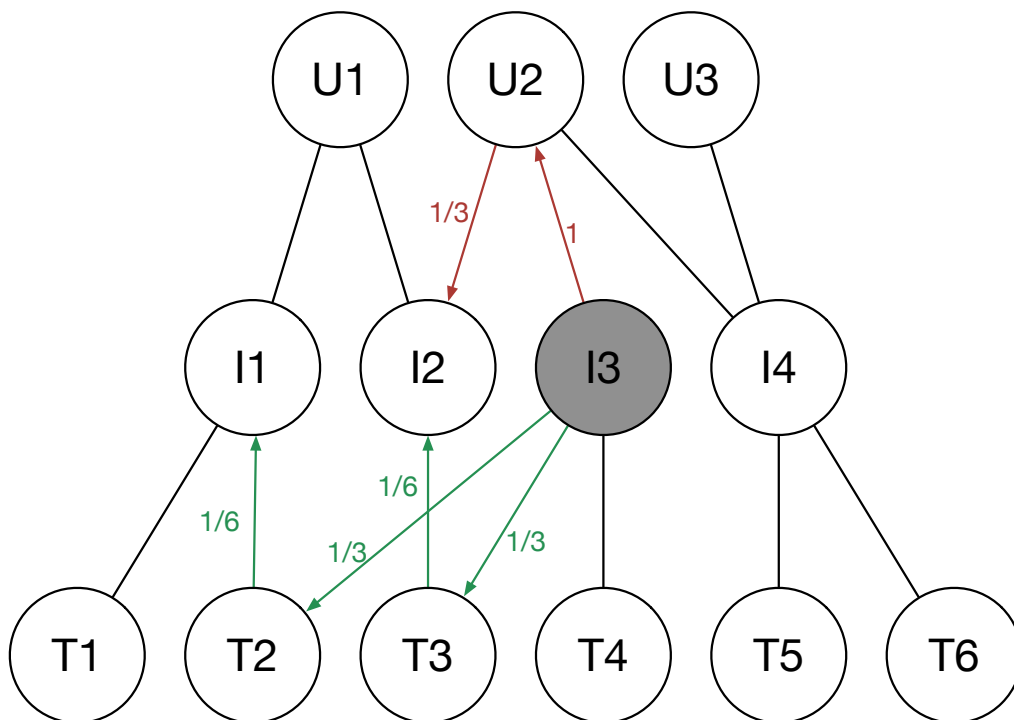 U1 U2 U3
1/3 1
I1 I2 I3 I4
1/6 1/6 1/3 1/3
T1 T2 T3 T4 T5 T6